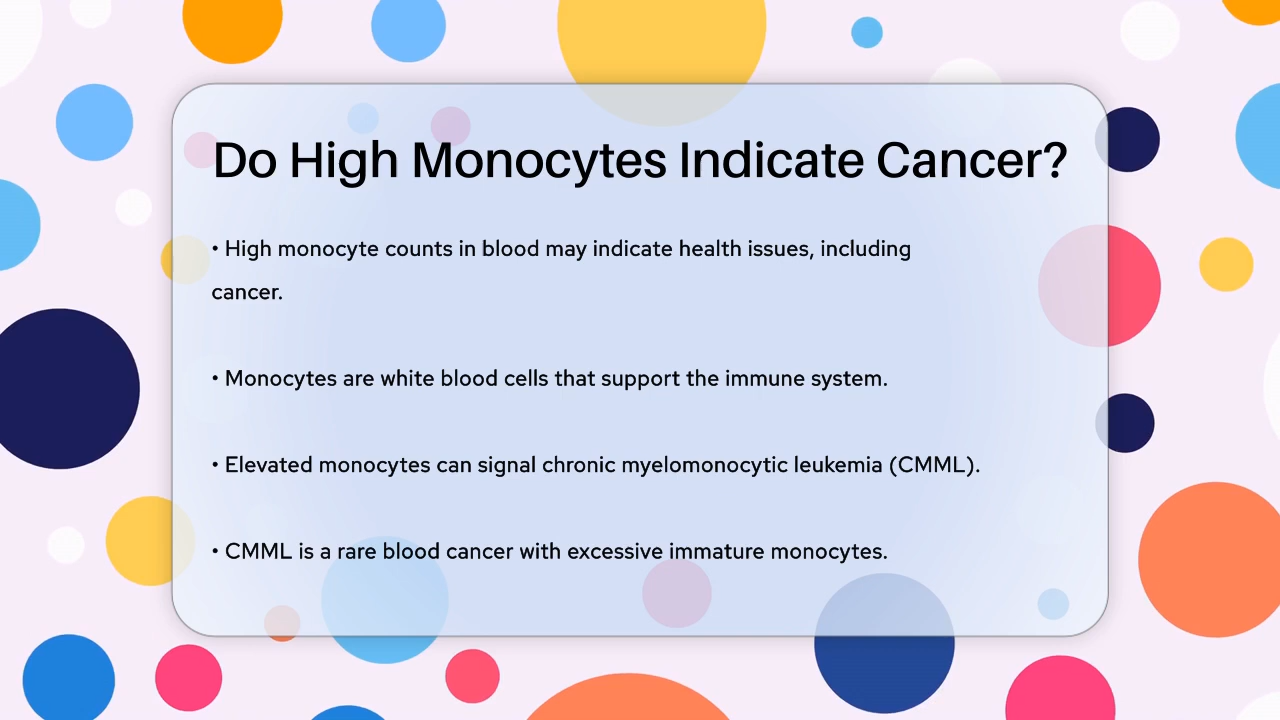 Do High Monocytes Indicate Cancer?
• High monocyte counts in blood may indicate health issues, including
cancer.
• Monocytes are white blood cells that support the immune system.
• Elevated monocytes can signal chronic myelomonocytic leukemia (CMML).
• CMML is a rare blood cancer with excessive immature monocytes.